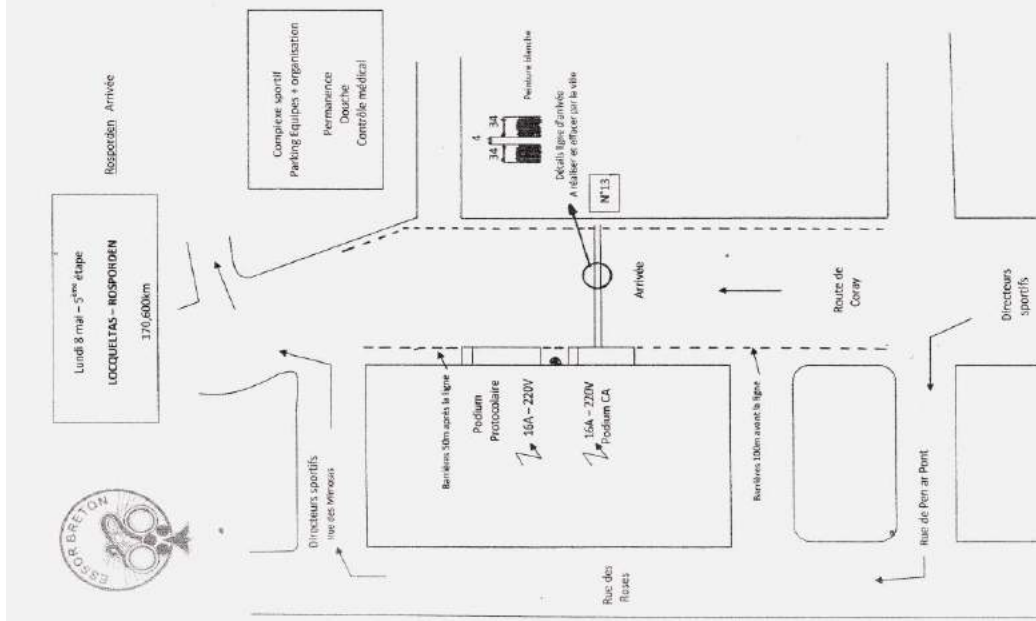 ESSOR BRETON
Lundi 8 mai – 5ème étape
LOCQUELTAS – ROSPORDEN
170,600km
Rosporden Arrivée
Complexe sportif
Parking Equipes + organisation
Permanence
Douche
Contrôle médical
Directeurs sportifs
Rue des Mimosas
Barrières 50m après la ligne
Podium
Protocolaire
16A – 220V
16A – 220V
Podium CA
34
4
34
Peinture blanche
Détails ligne d'arrivée
A réaliser et effacer par la ville
N°13
Arrivée
Barrières 100m avant la ligne
Route de
Coray
Rue des
Roses
Rue de Pen ar Pont
Directeurs
sportifs